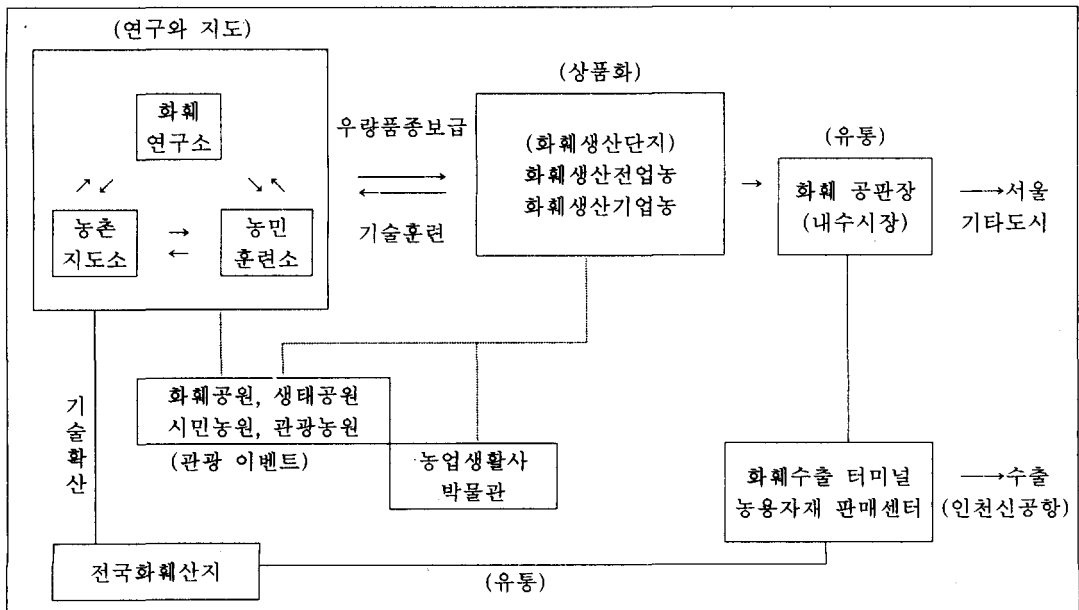 (연구와 지도)
화훼
연구소
↗↙
↘↖
농촌
지도소
→
←
농민
훈련소
우량품종보급
기술훈련
(상품화)
(화훼생산단지)
화훼생산전업농
화훼생산기업농
→
(유통)
화훼 공판장
(내수시장)
→서울
기타도시
기술확산
화훼공원, 생태공원
시민농원, 관광농원
(관광 이벤트)
농업생활사
박물관
화훼수출 터미널
농용자재 판매센터
→수출
(인천신공항)
전국화훼산지
(유통)